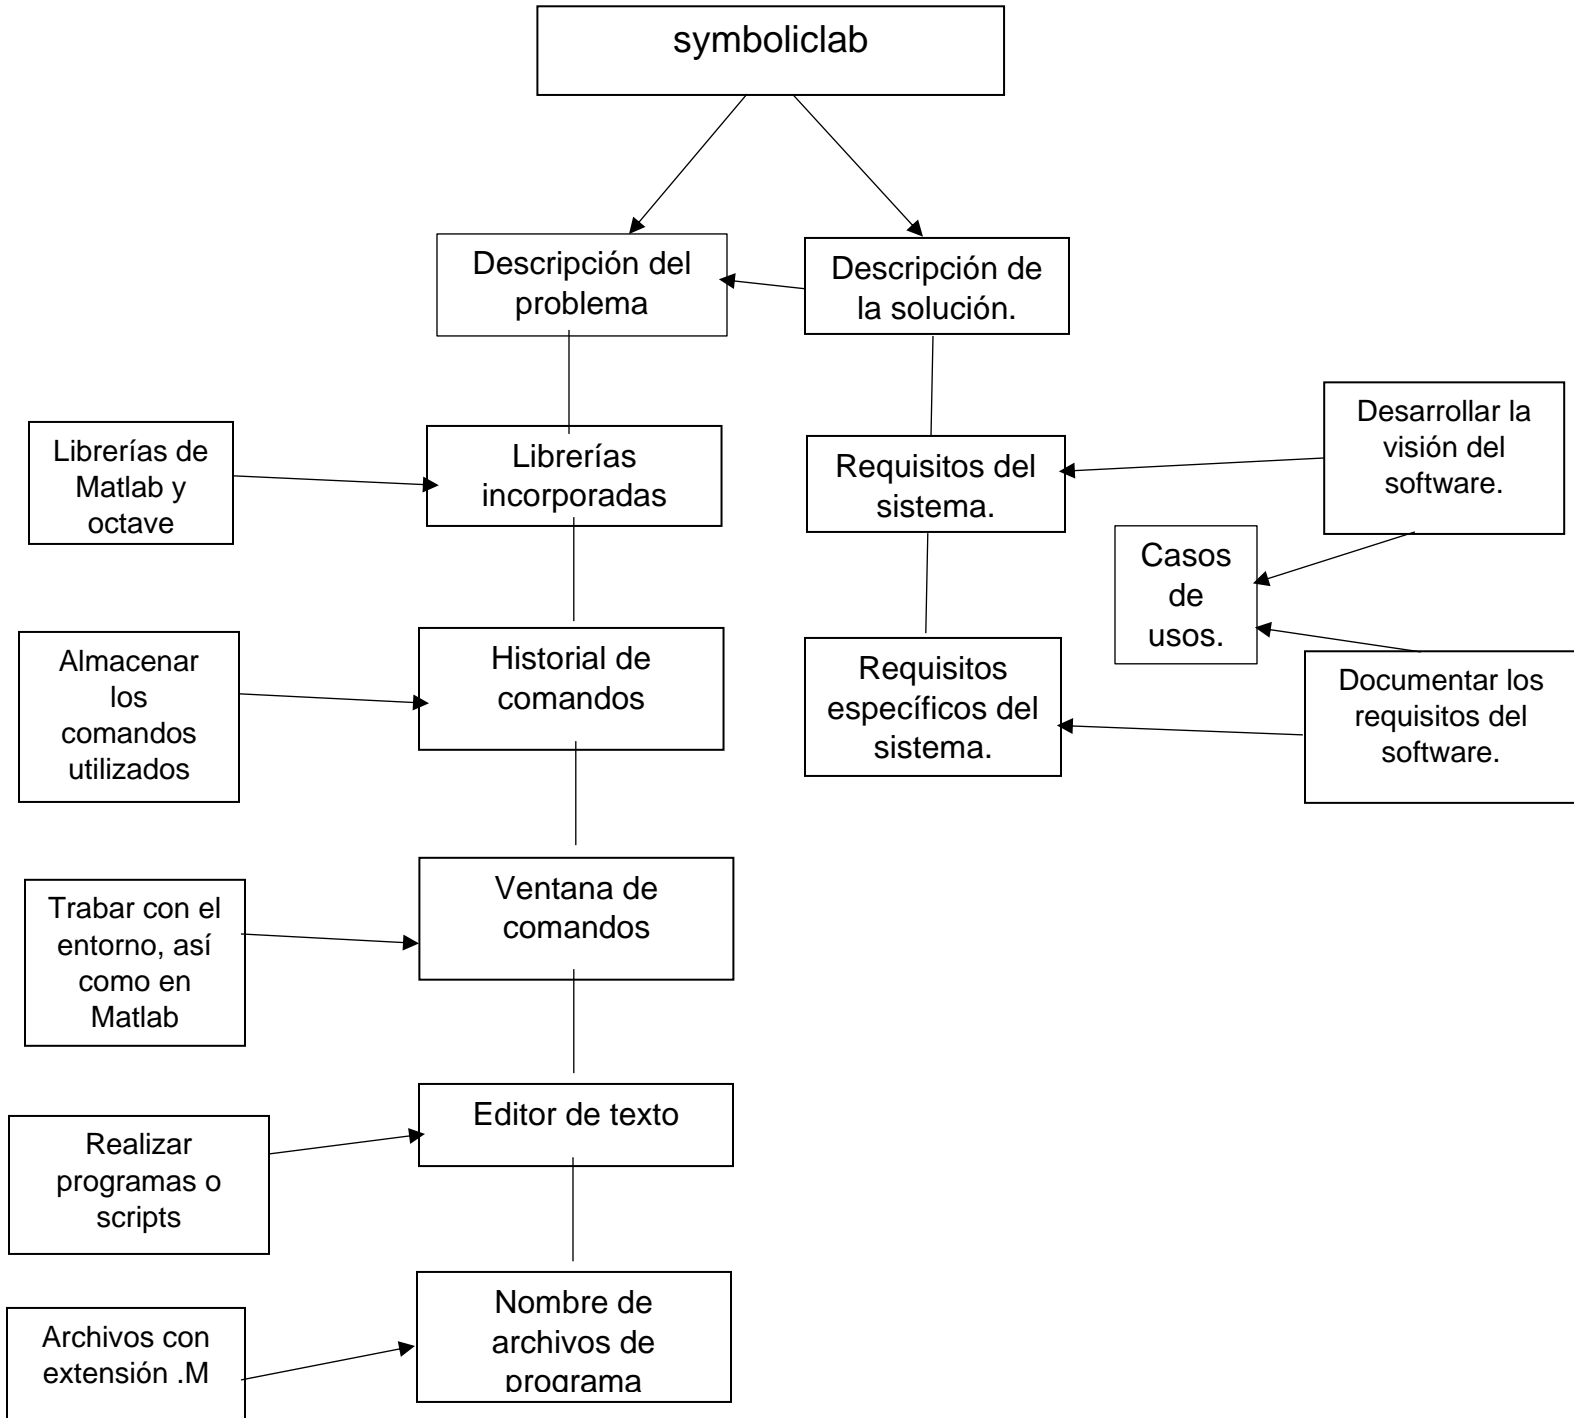 symboliclab
Descripción del
problema
Descripción de
la solución.
Librerías de
Matlab y
octave
Librerías
incorporadas
Requisitos del
sistema.
Desarrollar la
visión del
software.
Casos
de
usos.
Almacenar
los
comandos
utilizados
Historial de
comandos
Requisitos
específicos del
sistema.
Documentar los
requisitos del
software.
Trabar con el
entorno, así
como en
Matlab
Ventana de
comandos
Realizar
programas o
scripts
Editor de texto
Archivos con
extensión .M
Nombre de
archivos de
programa